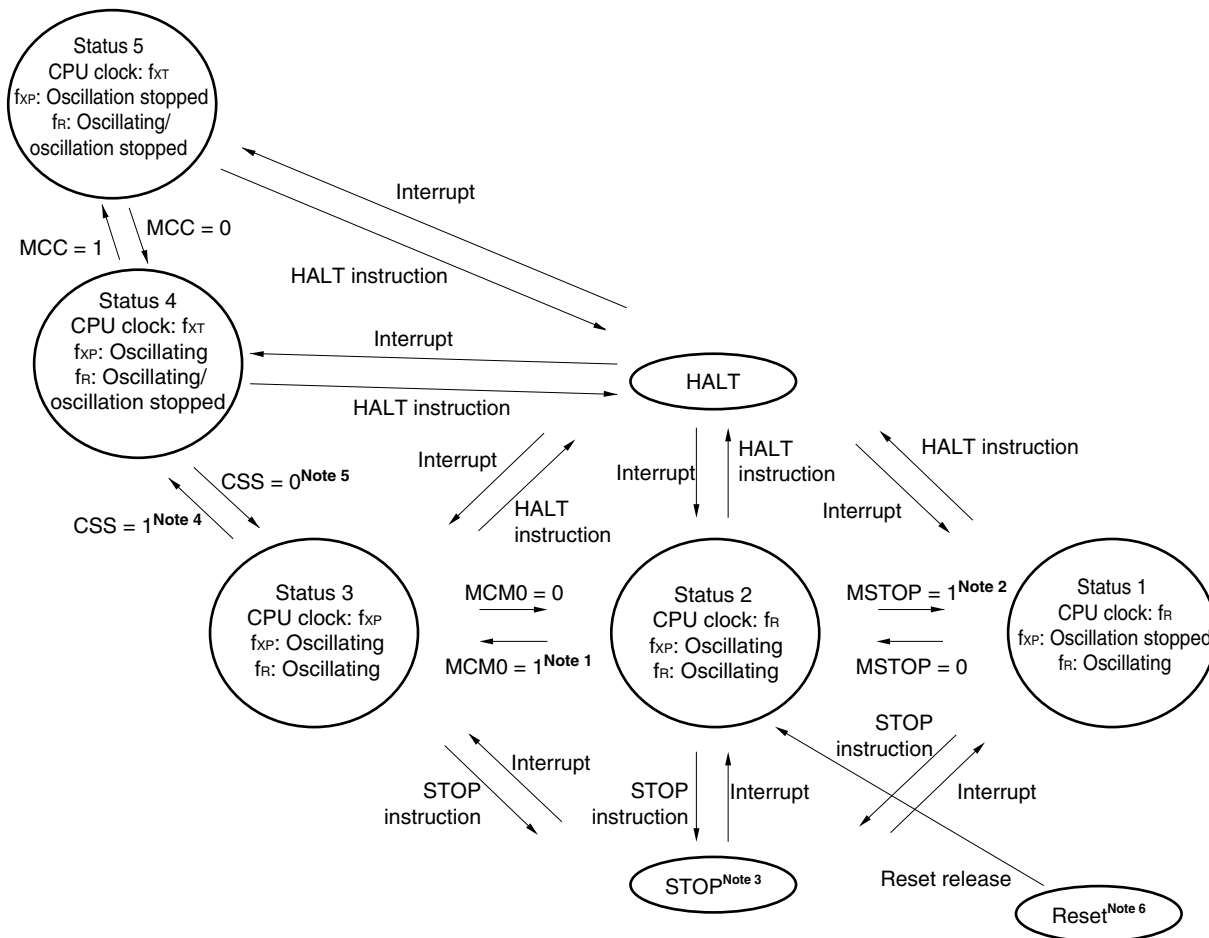 Status 5
CPU clock: fXT
fXP: Oscillation stopped
fR: Oscillating/
oscillation stopped
Interrupt
MCC = 0
MCC = 1
HALT instruction
Status 4
CPU clock: fXT
fXP: Oscillating
fR: Oscillating/
oscillation stopped
Interrupt
HALT
HALT instruction
CSS = 0Note 5
CSS = 1Note 4
Interrupt
HALT
instruction
Interrupt
HALT
instruction
HALT instruction
Interrupt
Status 3
CPU clock: fXP
fXP: Oscillating
fR: Oscillating
MCM0 = 0
MCM0 = 1Note 1
Status 2
CPU clock: fR
fXP: Oscillating
fR: Oscillating
MSTOP = 1Note 2
MSTOP = 0
Status 1
CPU clock: fR
fXP: Oscillation stopped
fR: Oscillating
Interrupt
STOP
instruction
STOP
instruction
Interrupt
STOP
instruction
Interrupt
STOPNote 3
Reset release
ResetNote 6